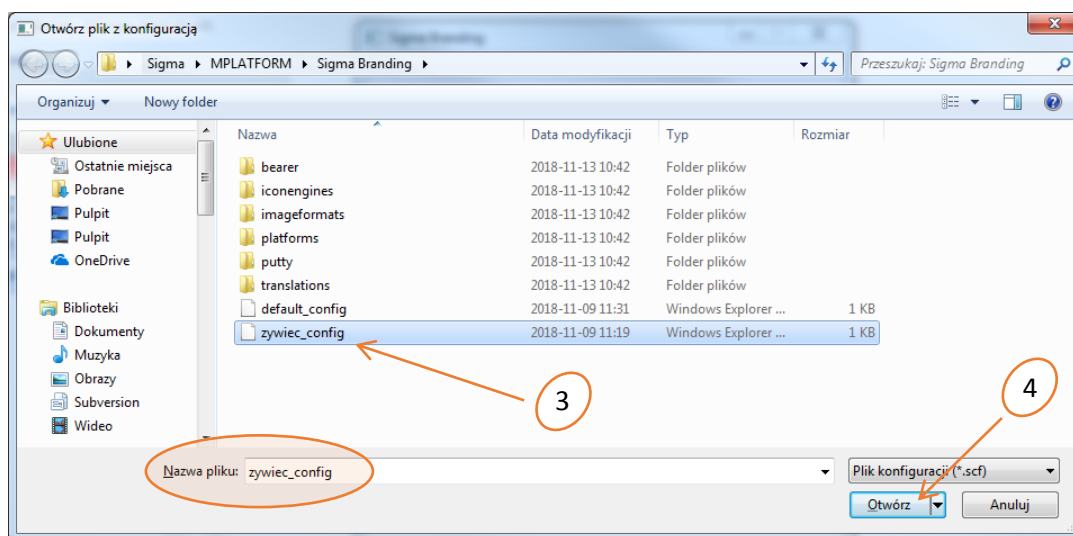 Otwórz plik z konfiguracją
Sigma Branding
Sigma MPLATFORM Sigma Branding
Przeszukaj: Sigma Branding
Organizuj Nowy folder
Nazwa Data modyfikacji Typ Rozmiar
Ulubione
Ostatnie miejsca
Pobrane
Pulpit
Pulpit
OneDrive
Biblioteki
Dokumenty
Muzyka
Obrazy
Subversion
Wideo
bearer 2018-11-13 10:42 Folder plików
iconengines 2018-11-13 10:42 Folder plików
imageformats 2018-11-13 10:42 Folder plików
platforms 2018-11-13 10:42 Folder plików
putty 2018-11-13 10:42 Folder plików
translations 2018-11-13 10:42 Folder plików
default_config 2018-11-09 11:31 Windows Explorer ... 1 KB
zywiec_config 2018-11-09 11:19 Windows Explorer ... 1 KB
3
4
Nazwa pliku: zywiec_config
Plik konfiguracji (*.scf)
Otwórz Anuluj